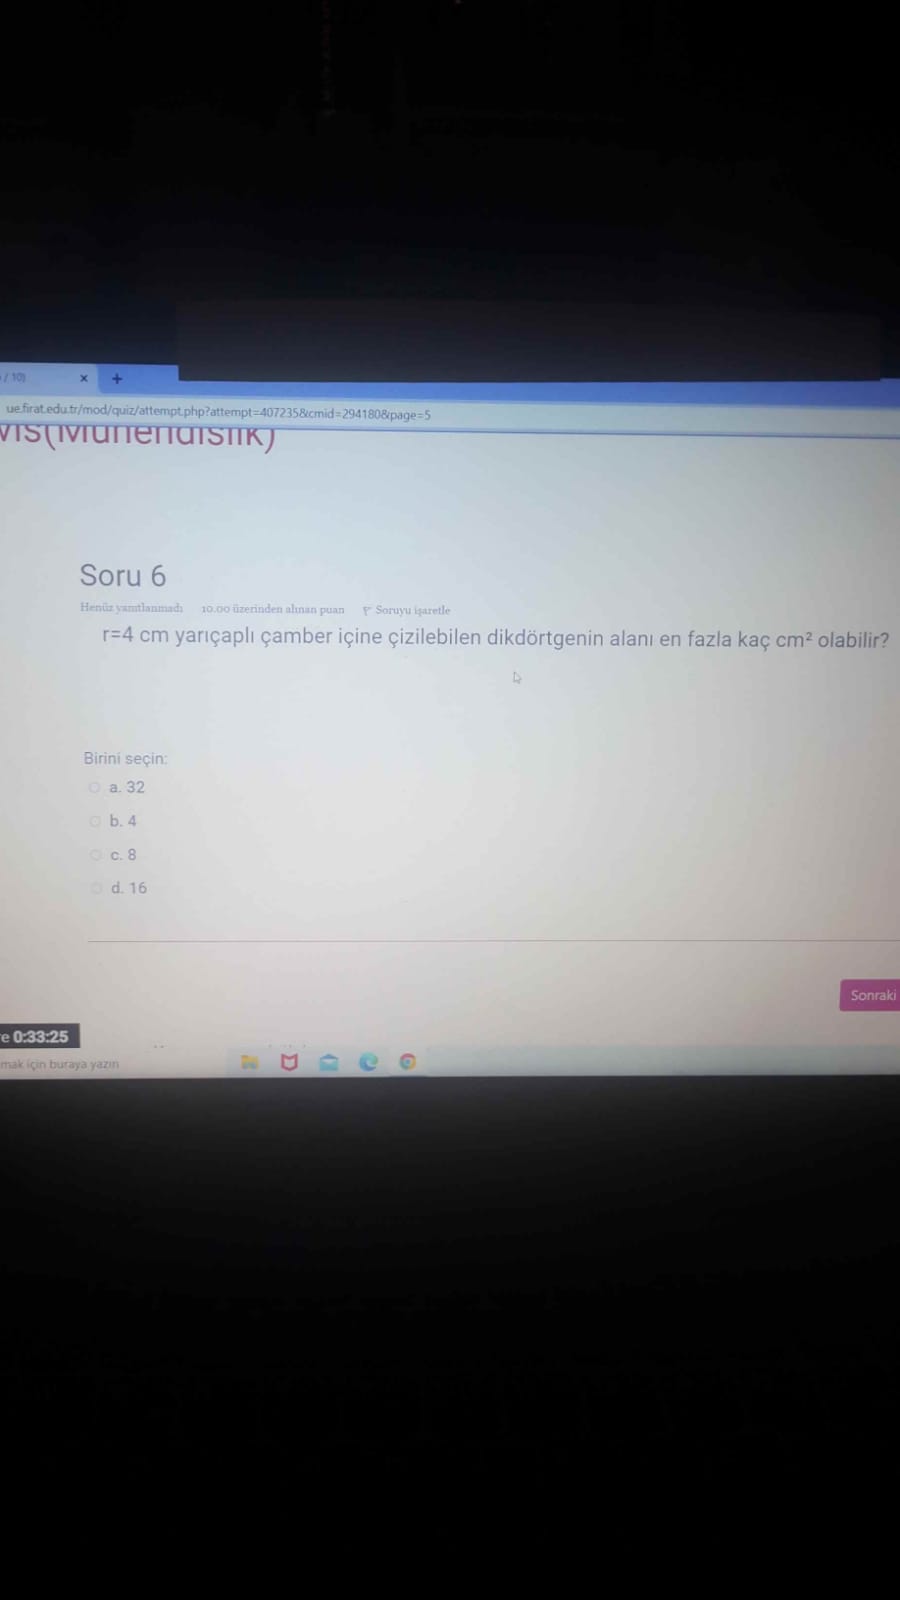 / 10)
ue.firat.edu.tr/mod/quiz/attempt.php?attempt=407235&cmid=294180&page=5
vis(Mühendislik)
Soru 6
Henüz yanıtlanmadı 10.00 üzerinden alınan puan Soruyu işaretle
r=4 cm yarıçaplı çamber içine çizilebilen dikdörtgenin alanı en fazla kaç cm² olabilir?
Birini seçin:
a. 32
b. 4
c. 8
d. 16
Sonraki
e 0:33:25
mak için buraya yazın